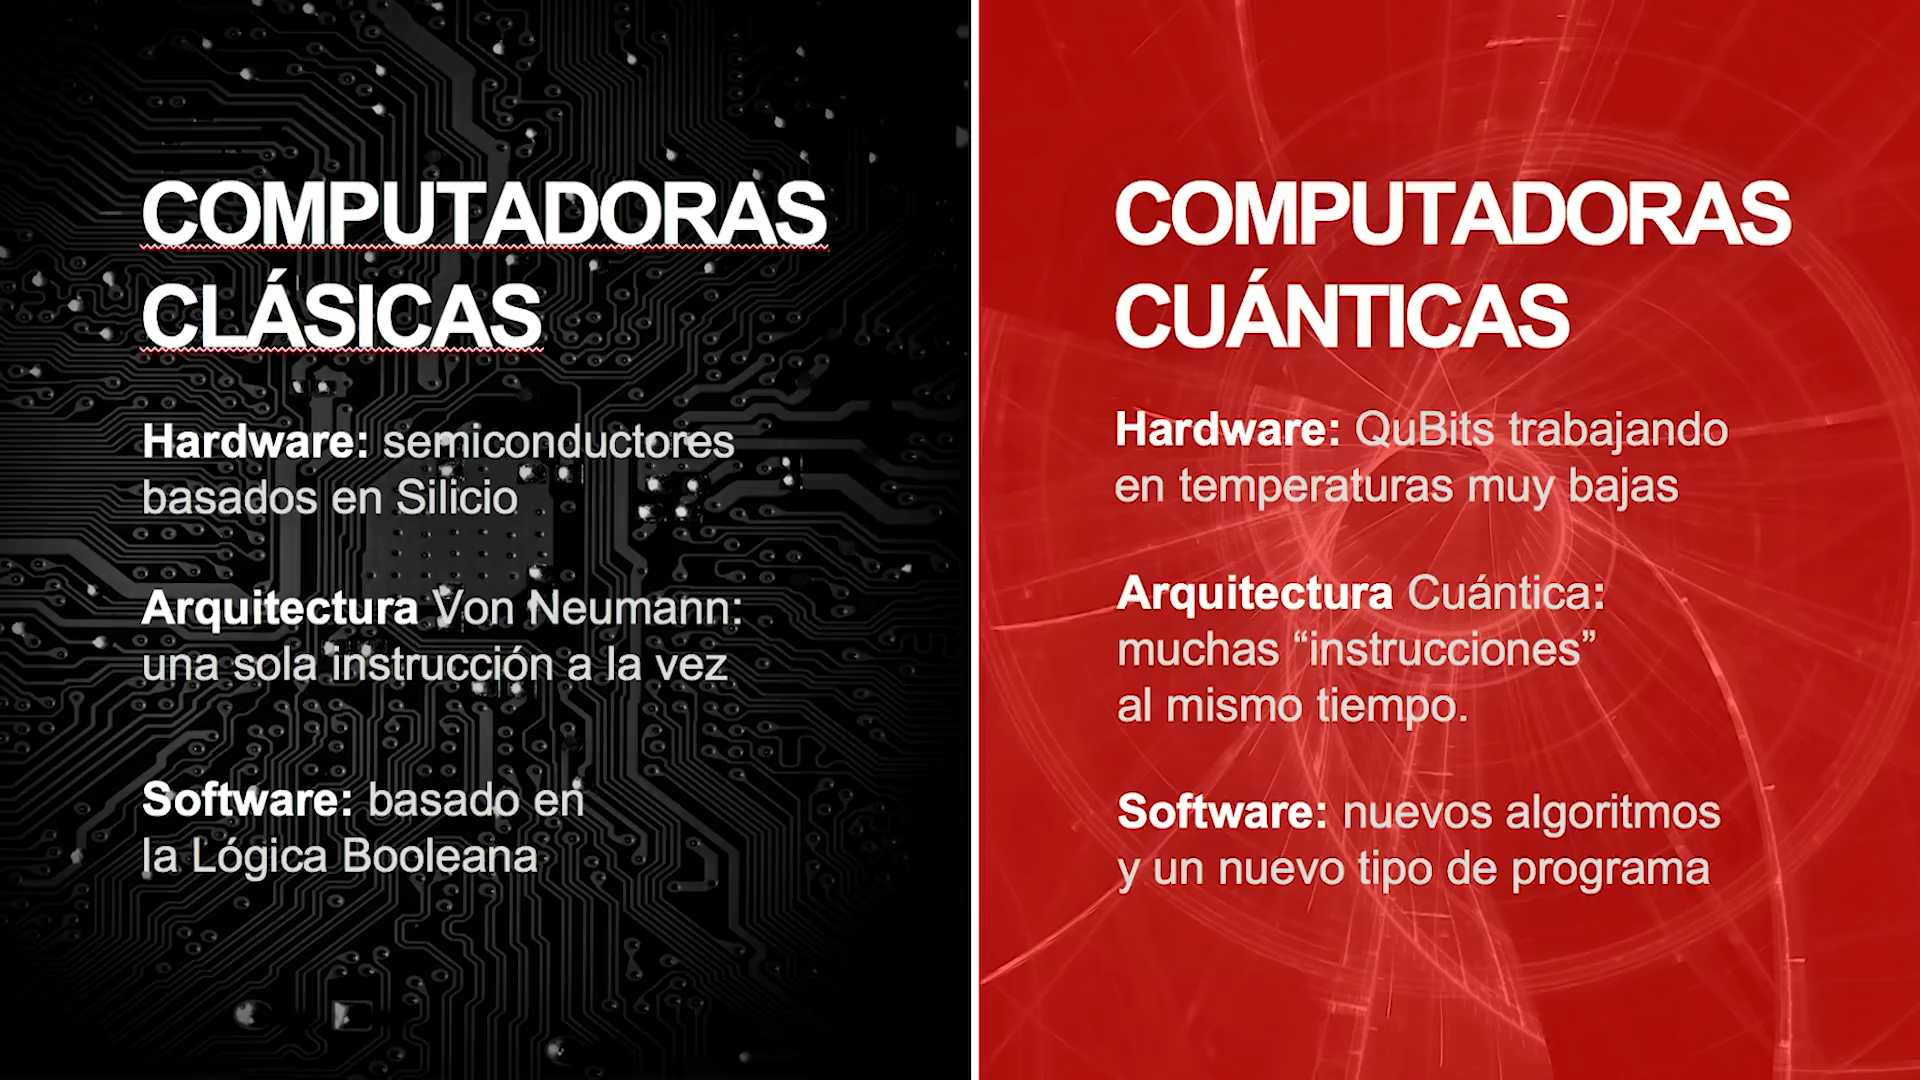 COMPUTADORAS
CLÁSICAS
Hardware: semiconductores
basados en Silicio
Arquitectura Von Neumann:
una sola instrucción a la vez
Software: basado en
la Lógica Booleana
COMPUTADORAS
CUÁNTICAS
Hardware: QuBits trabajando
en temperaturas muy bajas
Arquitectura Cuántica:
muchas “instrucciones”
al mismo tiempo.
Software: nuevos algoritmos
y un nuevo tipo de programa